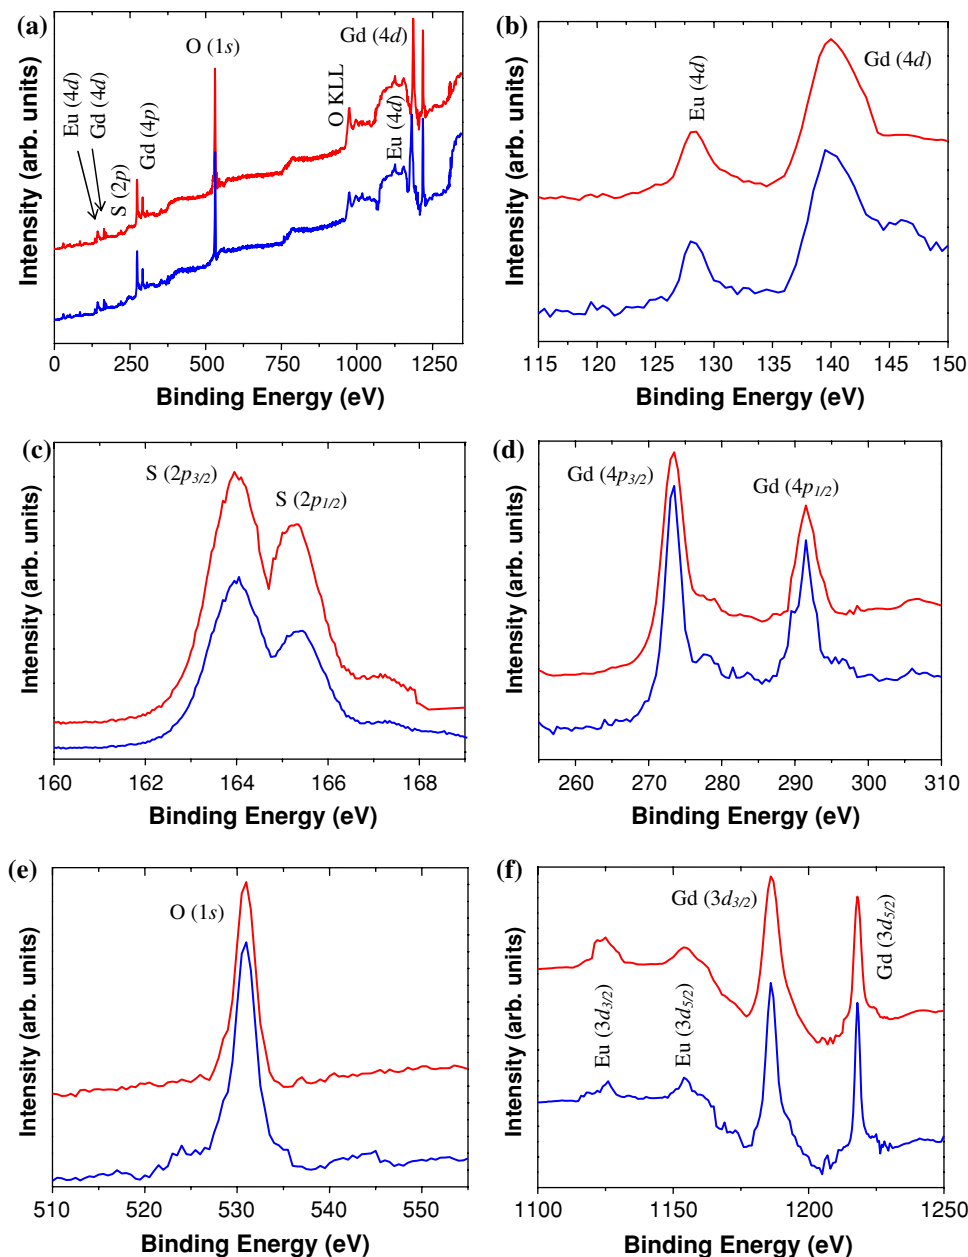 (a)
Intensity (arb. units)
Eu (4d)
Gd (4d)
S (2p)
Gd (4p)
O (1s)
O KLL
Gd (4d)
Eu (4d)
0 250 500 750 1000 1250
Binding Energy (eV)
(b)
Intensity (arb. units)
Eu (4d)
Gd (4d)
115 120 125 130 135 140 145 150
Binding Energy (eV)
(c)
Intensity (arb. units)
S (2p3/2)
S (2p1/2)
160 162 164 166 168
Binding Energy (eV)
(d)
Intensity (arb. units)
Gd (4p3/2)
Gd (4p1/2)
260 270 280 290 300 310
Binding Energy (eV)
(e)
Intensity (arb. units)
O (1s)
510 520 530 540 550
Binding Energy (eV)
(f)
Intensity (arb. units)
Gd (3d3/2)
Gd (3d5/2)
Eu (3d3/2)
Eu (3d5/2)
1100 1150 1200 1250
Binding Energy (eV)